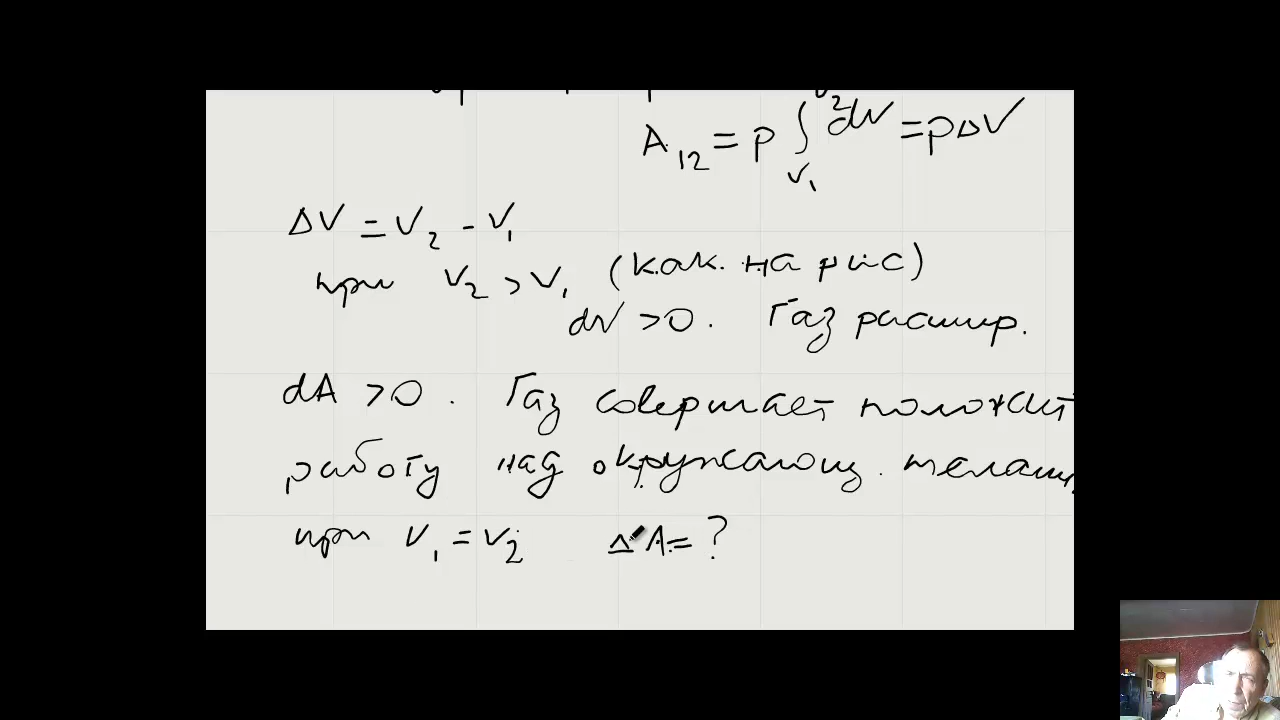 A₁₂ = p ∫ᵥ₁ⱽ² dV = pΔV
ΔV = V₂ - V₁
при V₂ > V₁ (как на рис)
dV > 0. Газ расшир.
dA > 0. Газ совершает положит
работу над окружающ. телами
при V₁ = V₂ ΔA = ?